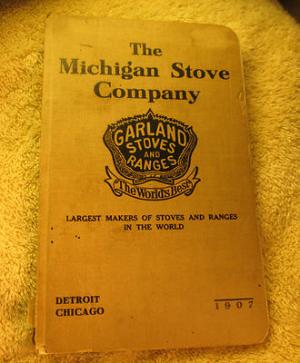 The
Michigan Stove
Company
GARLAND
STOVES
AND
RANGES
The World's Best
LARGEST MAKERS OF STOVES AND RANGES
IN THE WORLD
DETROIT
CHICAGO
1907